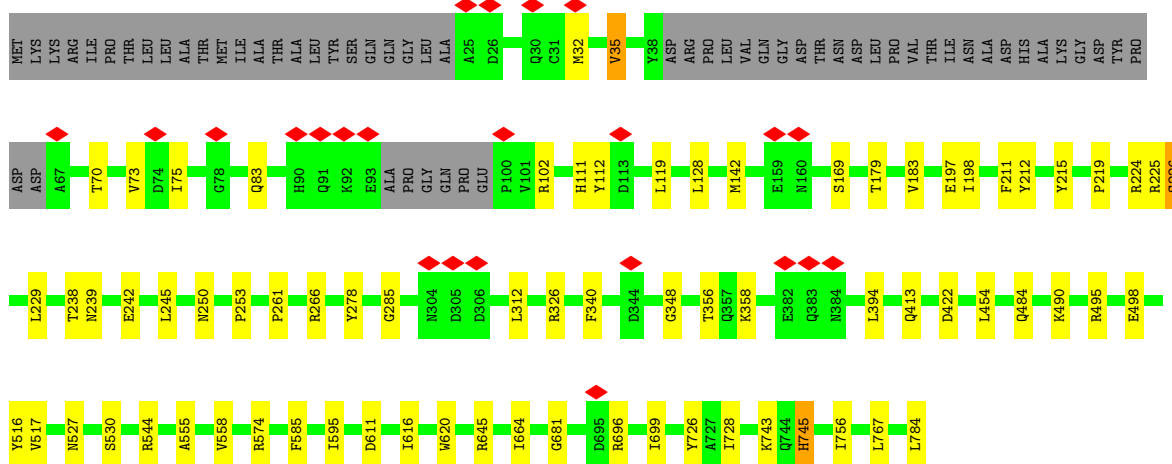 MET LYS LYS ARG ILE PRO THR LEU LEU ALA THR MET ILE ALA THR ALA LEU TYR SER GLN GLN GLY LEU ALA A25 D26 Q30 C31 M32 V35 Y38 ASP ARG PRO LEU VAL GLN GLY ASP THR ASN ASP LEU PRO VAL THR ILE ASN ALA ASP HIS ALA LYS GLY ASP TYR PRO
ASP ASP A67 T70 V73 D74 I75 G78 Q83 H90 Q91 K92 E93 ALA PRO GLY GLN PRO GLU P100 V101 R102 H111 Y112 D113 L119 L128 M142 E159 N160 S169 T179 V183 E197 I198 F211 Y212 Y215 P219 R224 R225
L229 T238 N239 E242 L245 N250 P253 P261 R266 Y278 G285 N304 D305 D306 L312 R326 F340 D344 G348 T356 Q357 K358 E382 Q383 N384 L394 Q413 D422 L454 Q484 K490 R495 E498
Y516 V517 N527 S530 R544 A555 V558 R574 F585 I595 D611 I616 W620 R645 I664 G681 D695 R696 I699 Y726 A727 I728 K743 Q744 H745 I756 L767 L784